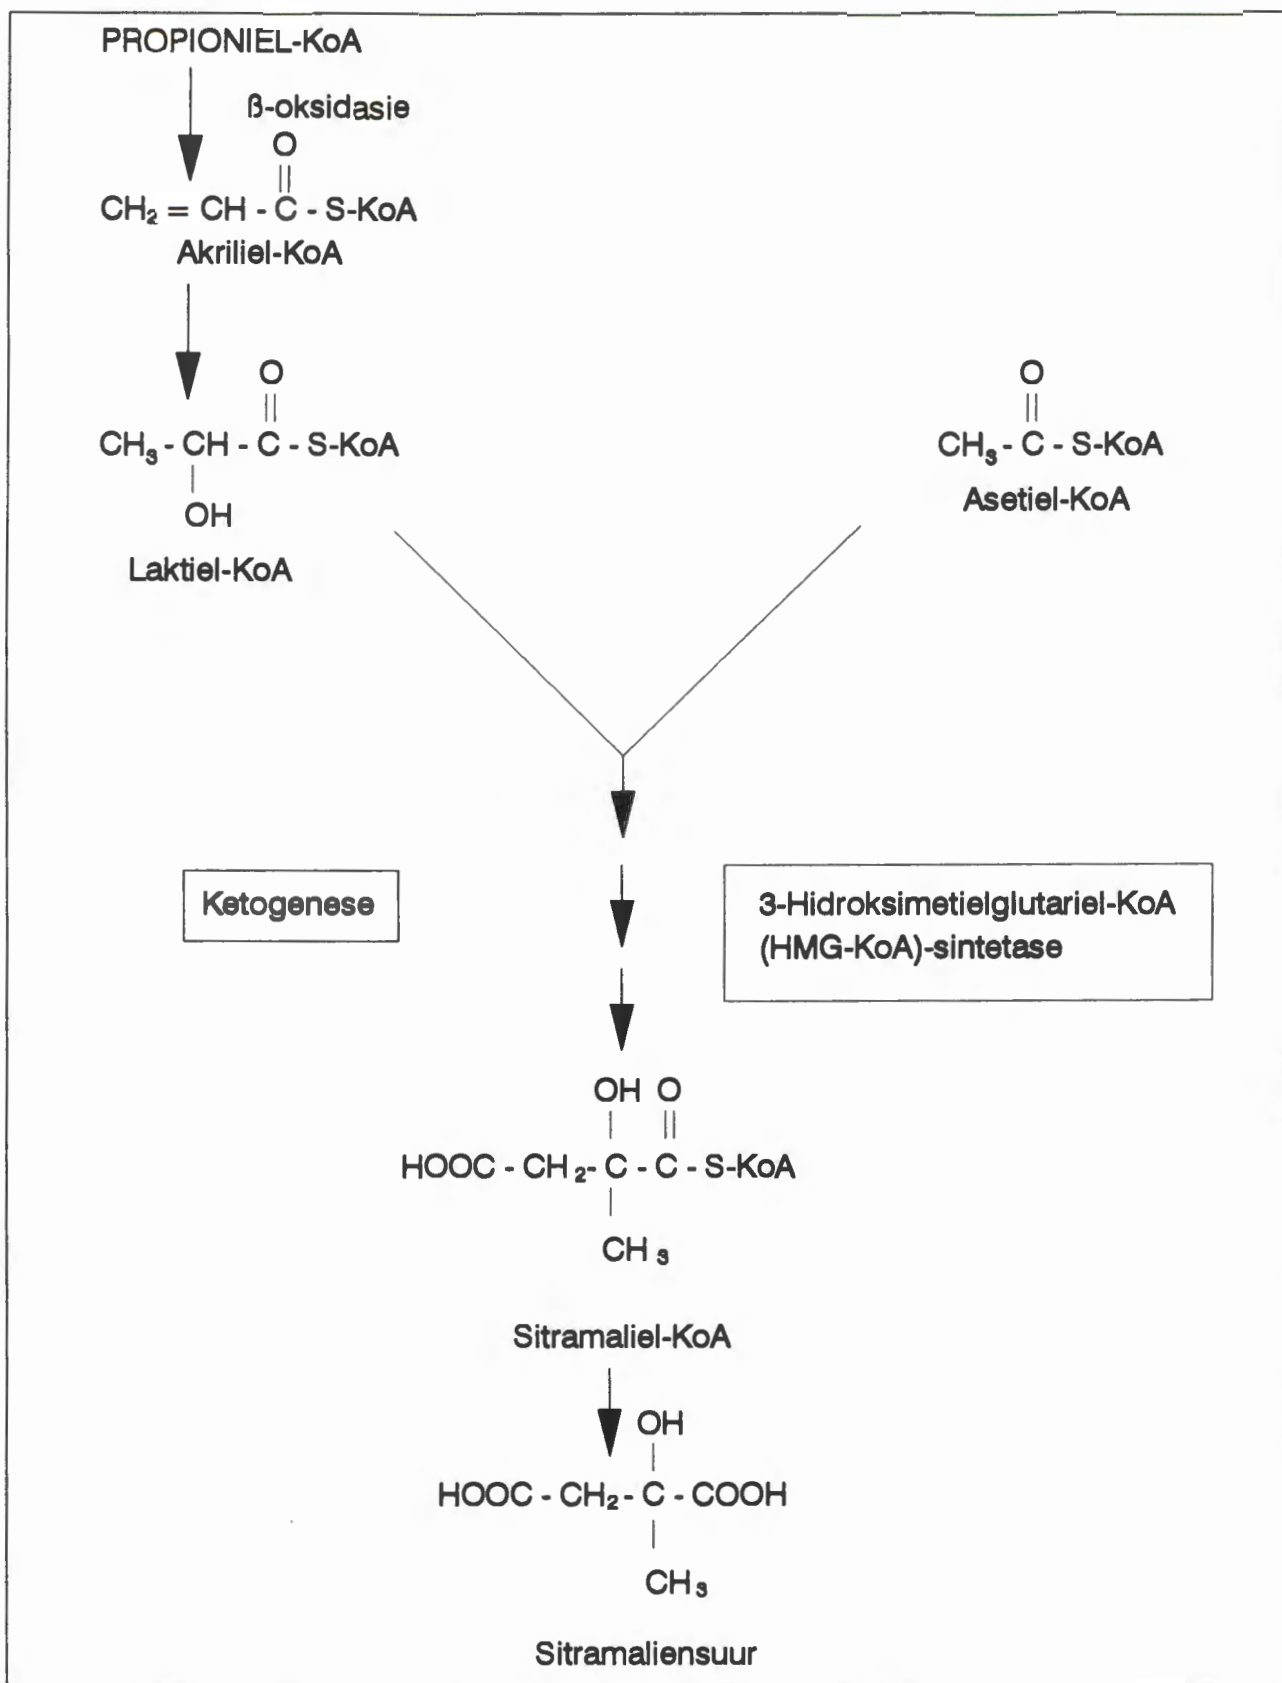 PROPIONIEL-KoA
ß-oksidasie
O
||
CH₂ = CH - C - S-KoA
Akriliel-KoA
O
||
CH₃ - CH - C - S-KoA
|
OH
Laktiel-KoA
O
||
CH₃ - C - S-KoA
Asetiel-KoA
Ketogenese
3-Hidroksimetielglutariel-KoA
(HMG-KoA)-sintetase
OH O
| ||
HOOC - CH₂ - C - C - S-KoA
|
CH₃
Sitramaliel-KoA
OH
|
HOOC - CH₂ - C - COOH
|
CH₃
Sitramaliensuur